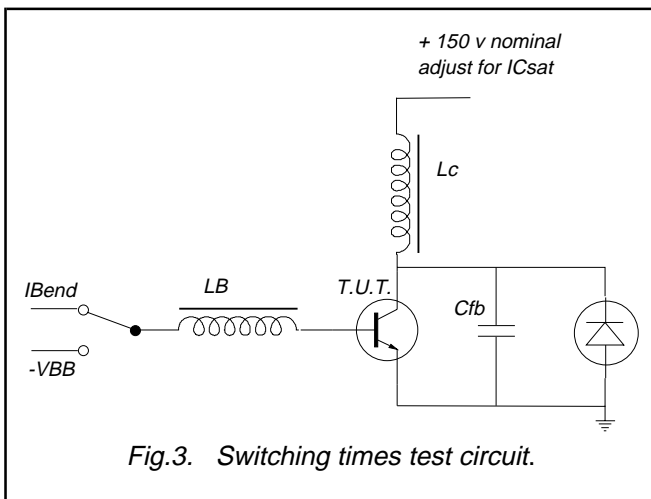 + 150 v nominal
adjust for ICsat
Lc
IBend
LB
T.U.T.
Cfb
-VBB
Fig.3. Switching times test circuit.